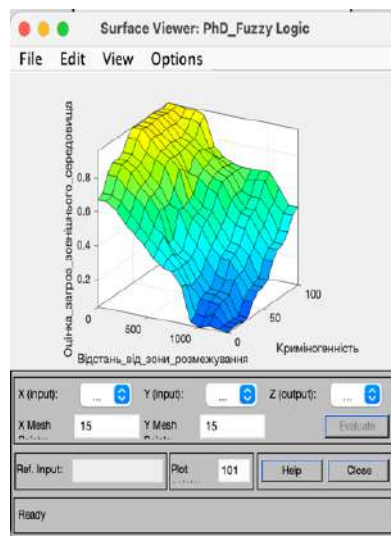 Surface Viewer: PhD_Fuzzy Logic
File Edit View Options
Оцінка_загроз_зовнішнього_середовища
0.8
0.6
0.4
0.2
0
500
1000
0
50
100
Відстань_від_зони_розмежування
Криміногенність
X (input): ... Y (input): ... Z (output): ...
X Mesh 15 Y Mesh 15 Evaluate
Ref. Input: Plot 101 Help Close
Ready